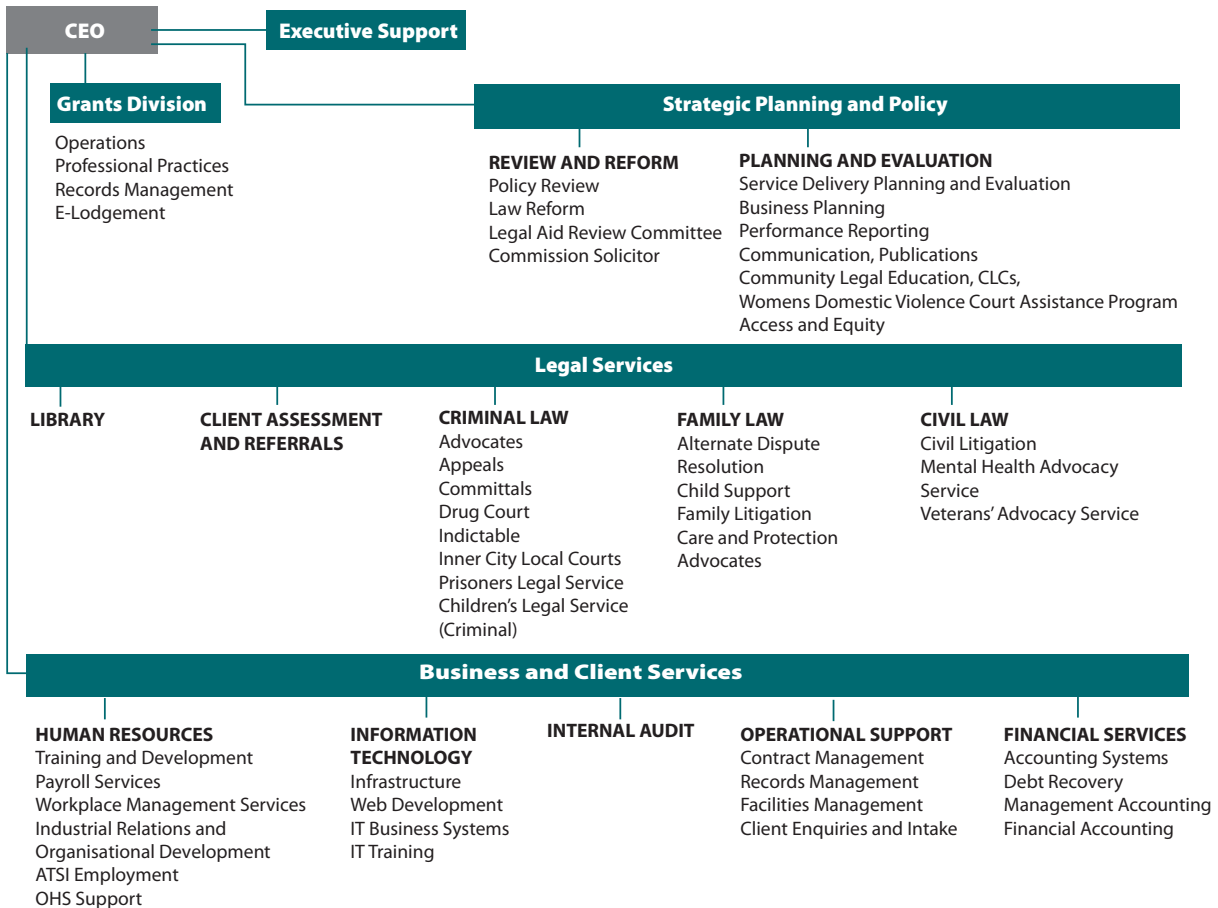 CEO
Executive Support
Grants Division
Operations
Professional Practices
Records Management
E-Lodgement
Strategic Planning and Policy
REVIEW AND REFORM
Policy Review
Law Reform
Legal Aid Review Committee
Commission Solicitor
PLANNING AND EVALUATION
Service Delivery Planning and Evaluation
Business Planning
Performance Reporting
Communication, Publications
Community Legal Education, CLCs,
Womens Domestic Violence Court Assistance Program
Access and Equity
Legal Services
LIBRARY
CLIENT ASSESSMENT
AND REFERRALS
CRIMINAL LAW
Advocates
Appeals
Committals
Drug Court
Indictable
Inner City Local Courts
Prisoners Legal Service
Children's Legal Service
(Criminal)
FAMILY LAW
Alternate Dispute
Resolution
Child Support
Family Litigation
Care and Protection
Advocates
CIVIL LAW
Civil Litigation
Mental Health Advocacy
Service
Veterans' Advocacy Service
Business and Client Services
HUMAN RESOURCES
Training and Development
Payroll Services
Workplace Management Services
Industrial Relations and
Organisational Development
ATSI Employment
OHS Support
INFORMATION
TECHNOLOGY
Infrastructure
Web Development
IT Business Systems
IT Training
INTERNAL AUDIT
OPERATIONAL SUPPORT
Contract Management
Records Management
Facilities Management
Client Enquiries and Intake
FINANCIAL SERVICES
Accounting Systems
Debt Recovery
Management Accounting
Financial Accounting